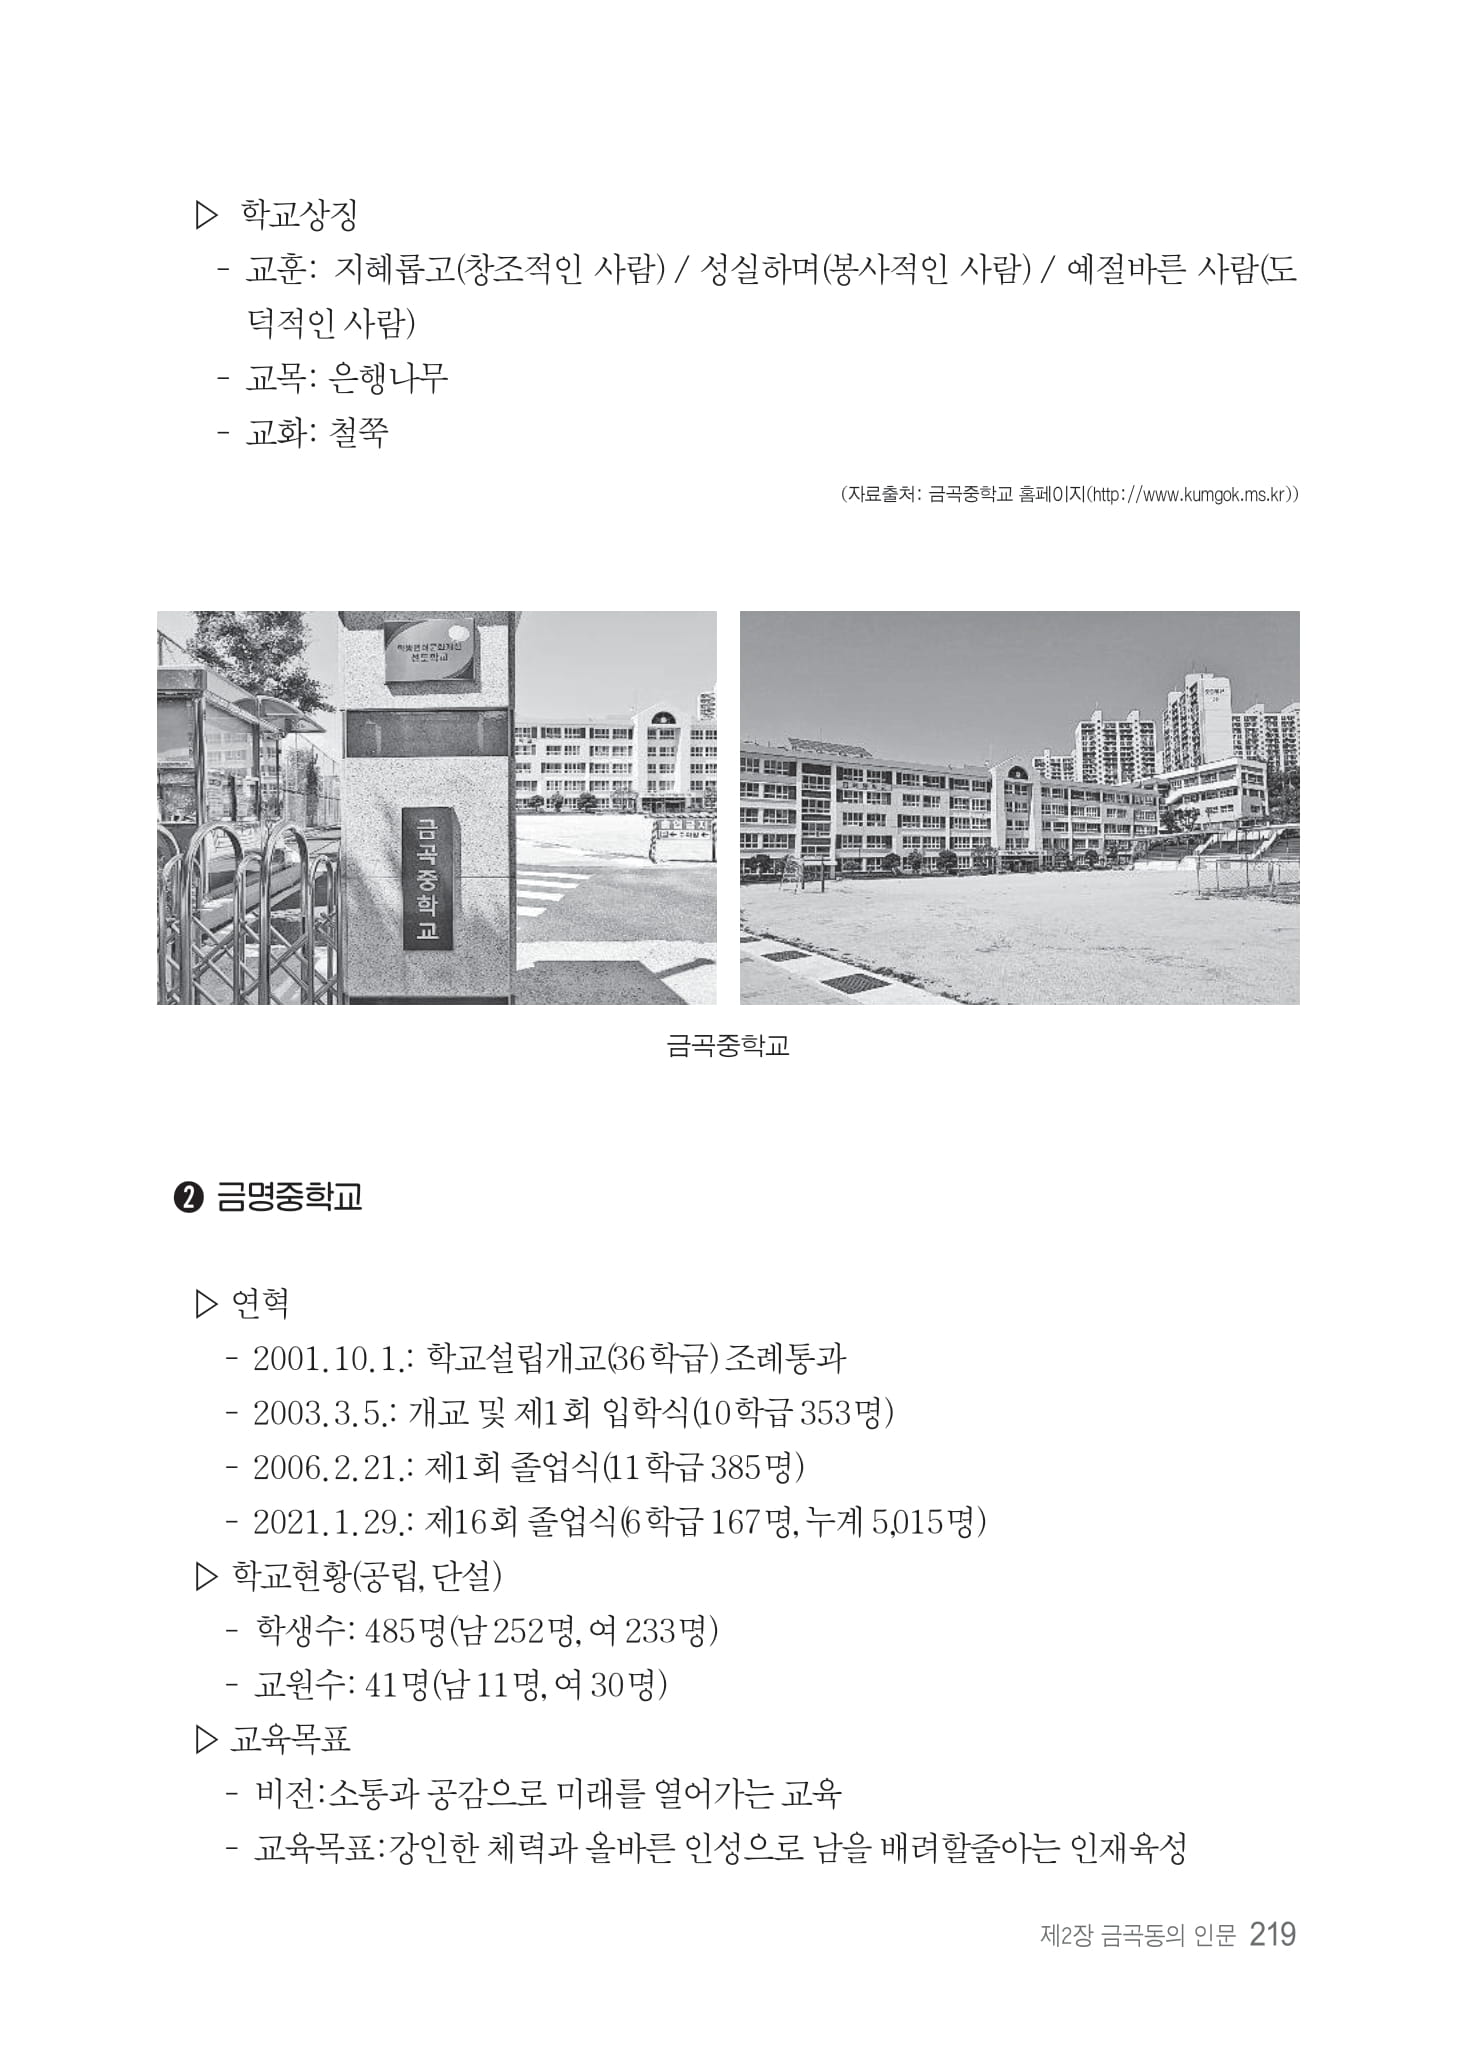 ▷ 학교상징
- 교훈: 지혜롭고(창조적인 사람) / 성실하며(봉사적인 사람) / 예절바른 사람(도
덕적인 사람)
- 교목: 은행나무
- 교화: 철쭉
(자료출처: 금곡중학교 홈페이지(http://www.kumgok.ms.kr))
선도학교
금곡중학교
금곡중학교
❷ 금명중학교
▷ 연혁
- 2001.10.1.: 학교설립개교(36학급) 조례통과
- 2003.3.5.: 개교 및 제1회 입학식(10학급 353명)
- 2006.2.21.: 제1회 졸업식(11학급 385명)
- 2021.1.29.: 제16회 졸업식(6학급 167명, 누계 5,015명)
▷ 학교현황(공립, 단설)
- 학생수: 485명(남 252명, 여 233명)
- 교원수: 41명(남 11명, 여 30명)
▷ 교육목표
- 비전:소통과 공감으로 미래를 열어가는 교육
- 교육목표:강인한 체력과 올바른 인성으로 남을 배려할줄아는 인재육성
제2장 금곡동의 인문 219